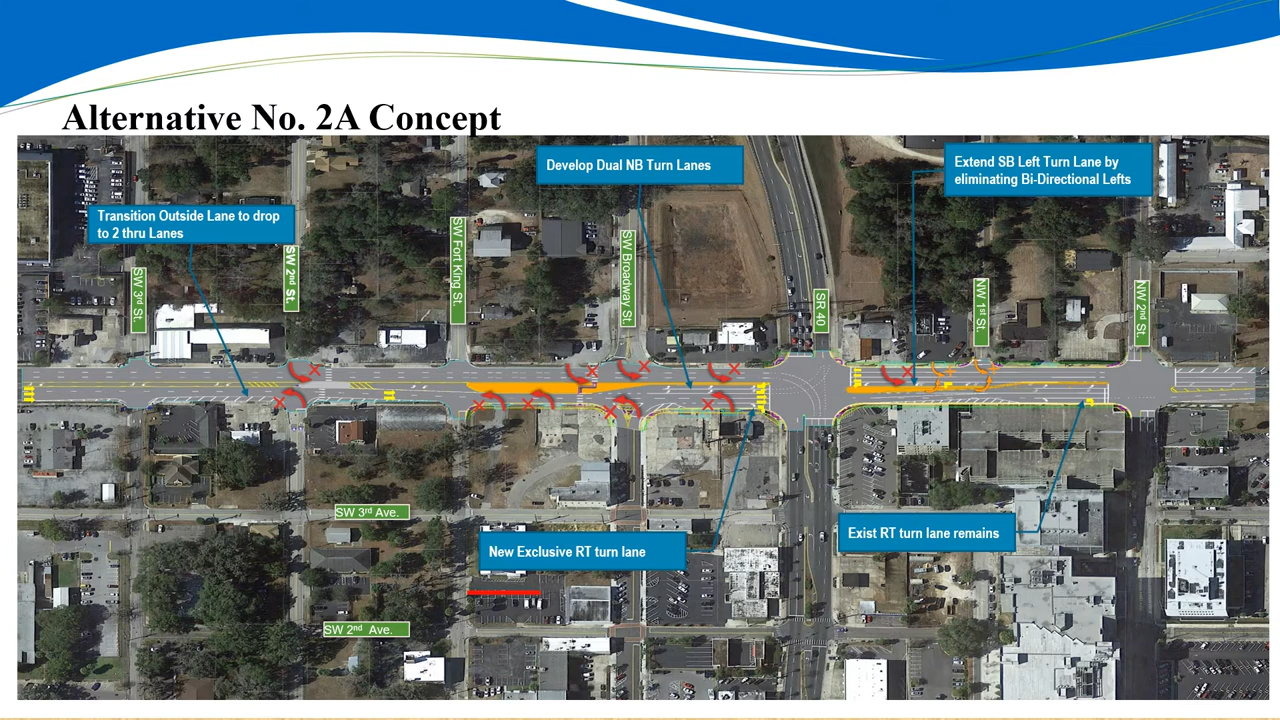 Alternative No. 2A Concept
Develop Dual NB Turn Lanes
Extend SB Left Turn Lane by
eliminating Bi-Directional Lefts
Transition Outside Lane to drop
to 2 thru Lanes
SW 3rd St.
SW 2nd St.
SW Fort King St.
SW Broadway St.
SR 40
NW 1st St.
NW 2nd St.
SW 3rd Ave.
New Exclusive RT turn lane
Exist RT turn lane remains
SW 2nd Ave.